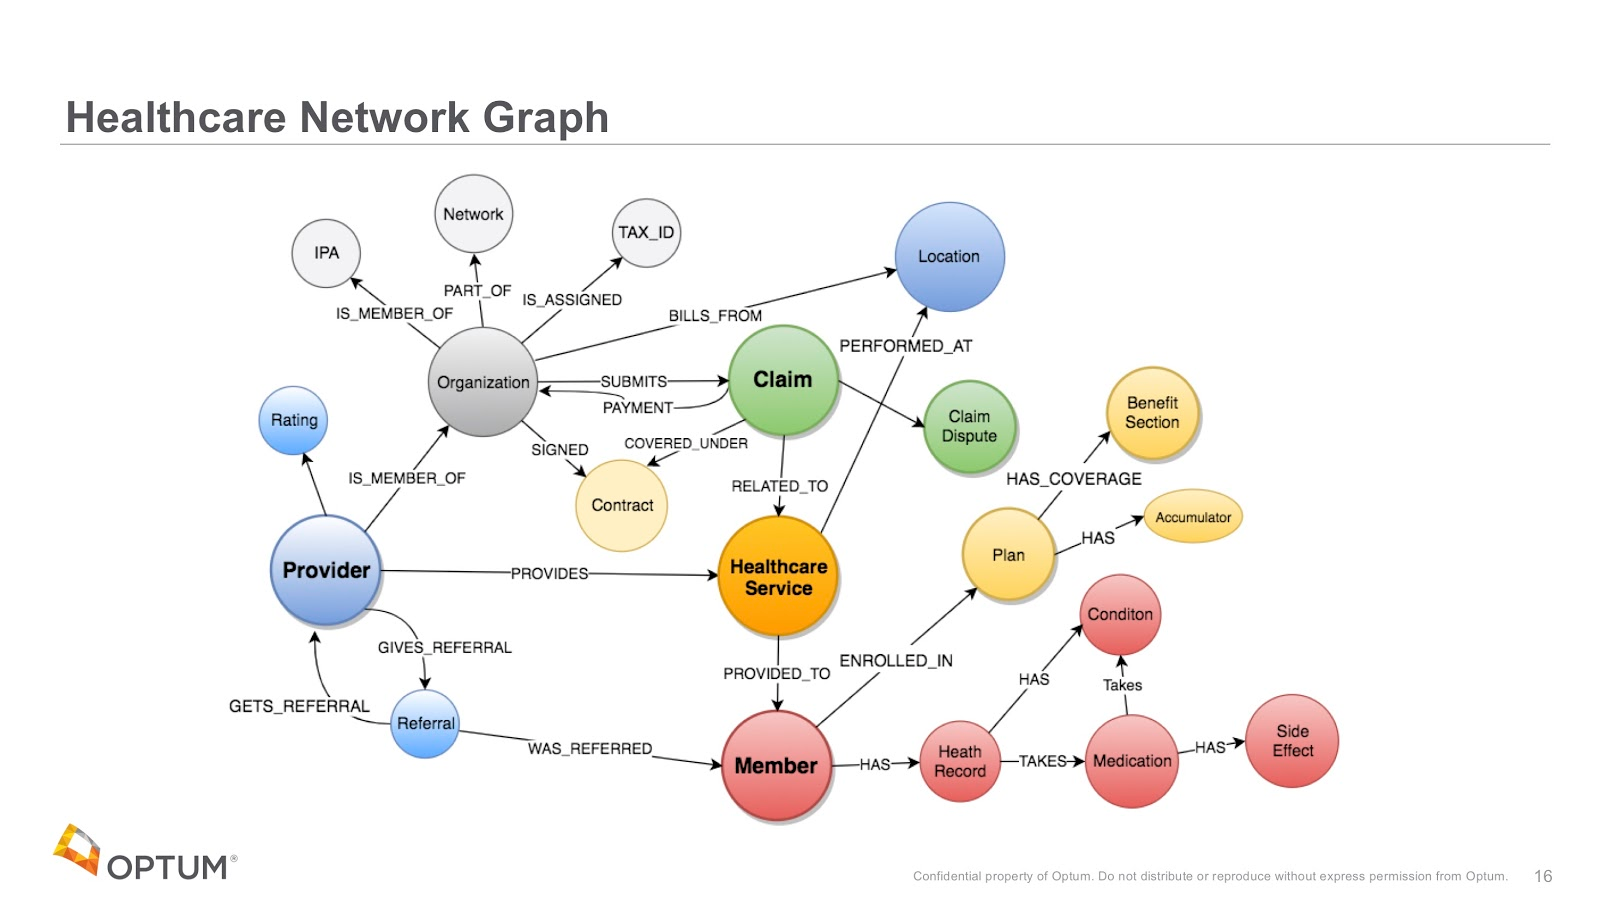 Healthcare Network Graph
Network
TAX_ID
IPA
Location
PART_OF
IS_ASSIGNED
IS_MEMBER_OF
BILLS_FROM
PERFORMED_AT
Organization
SUBMITS
Claim
PAYMENT
Claim
Dispute
Benefit
Section
Rating
SIGNED
COVERED_UNDER
IS_MEMBER_OF
RELATED_TO
HAS_COVERAGE
Contract
Accumulator
HAS
Plan
Provider
PROVIDES
Healthcare
Service
Conditon
GIVES_REFERRAL
ENROLLED_IN
PROVIDED_TO
HAS
Takes
GETS_REFERRAL
Referral
WAS_REFERRED
Member
HAS
Heath
Record
TAKES
Medication
HAS
Side
Effect
OPTUM®
Confidential property of Optum. Do not distribute or reproduce without express permission from Optum.
16